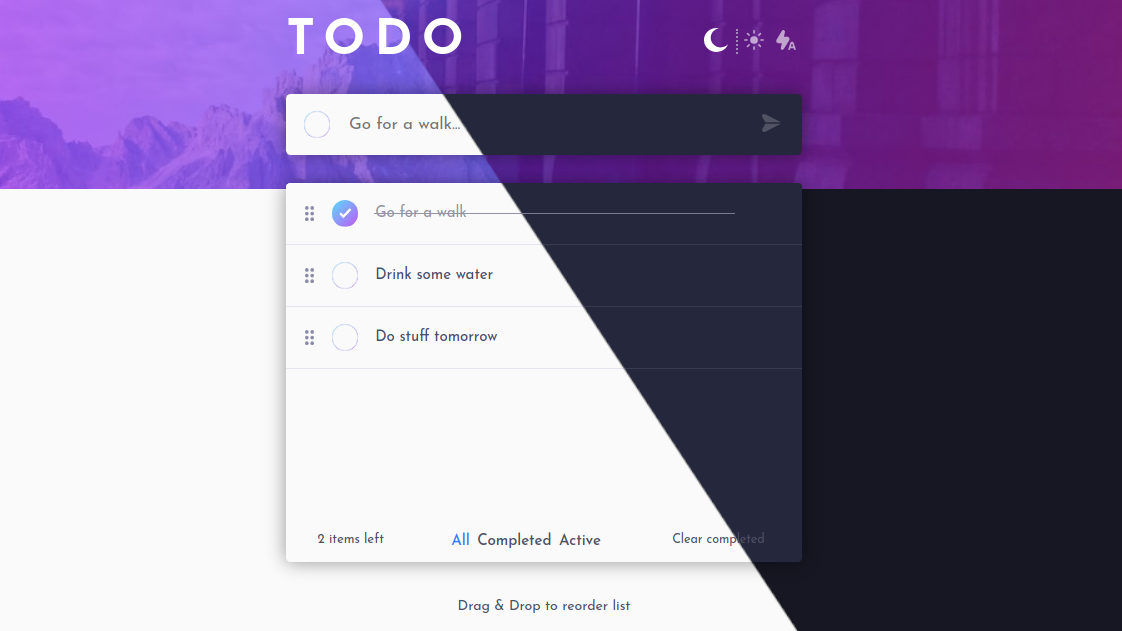 TODO
A
Go for a walk...
Go for a walk
Drink some water
Do stuff tomorrow
2 items left
All Completed Active
Clear completed
Drag & Drop to reorder list